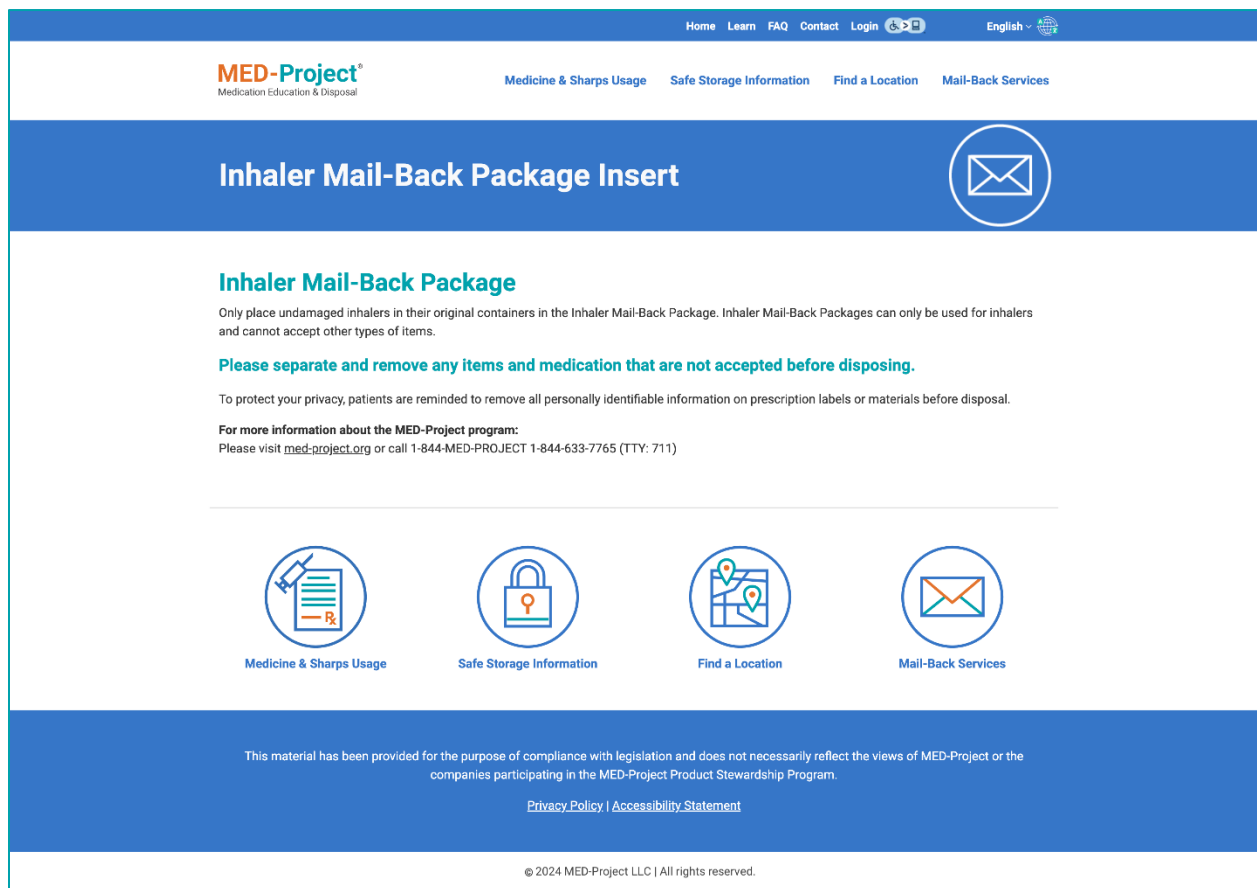 Home Learn FAQ Contact Login English
MED-Project®
Medication Education & Disposal
Medicine & Sharps Usage Safe Storage Information Find a Location Mail-Back Services
Inhaler Mail-Back Package Insert
Inhaler Mail-Back Package
Only place undamaged inhalers in their original containers in the Inhaler Mail-Back Package. Inhaler Mail-Back Packages can only be used for inhalers
and cannot accept other types of items.
Please separate and remove any items and medication that are not accepted before disposing.
To protect your privacy, patients are reminded to remove all personally identifiable information on prescription labels or materials before disposal.
For more information about the MED-Project program:
Please visit med-project.org or call 1-844-MED-PROJECT 1-844-633-7765 (TTY: 711)
Rx
Medicine & Sharps Usage Safe Storage Information Find a Location Mail-Back Services
This material has been provided for the purpose of compliance with legislation and does not necessarily reflect the views of MED-Project or the
companies participating in the MED-Project Product Stewardship Program.
Privacy Policy | Accessibility Statement
© 2024 MED-Project LLC | All rights reserved.